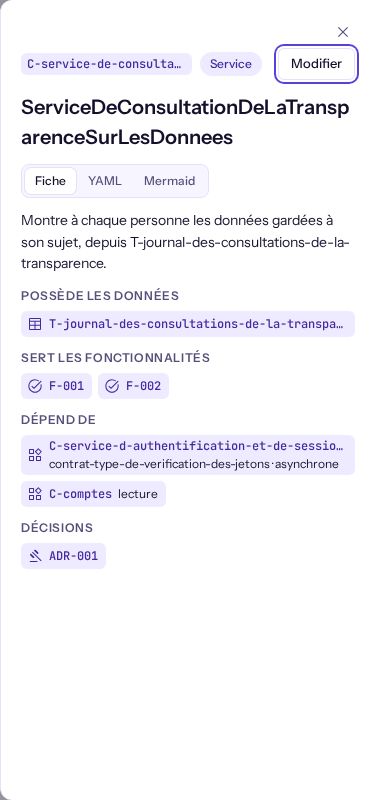 C-service-de-consulta…
Service
Modifier
ServiceDeConsultationDeLaTransp
arenceSurLesDonnees
Fiche
YAML
Mermaid
Montre à chaque personne les données gardées à
son sujet, depuis T-journal-des-consultations-de-la-
transparence.
POSSÈDE LES DONNÉES
T-journal-des-consultations-de-la-transpa…
SERT LES FONCTIONNALITÉS
F-001
F-002
DÉPEND DE
C-service-d-authentification-et-de-sessio…
contrat-type-de-verification-des-jetons · asynchrone
C-comptes lecture
DÉCISIONS
ADR-001